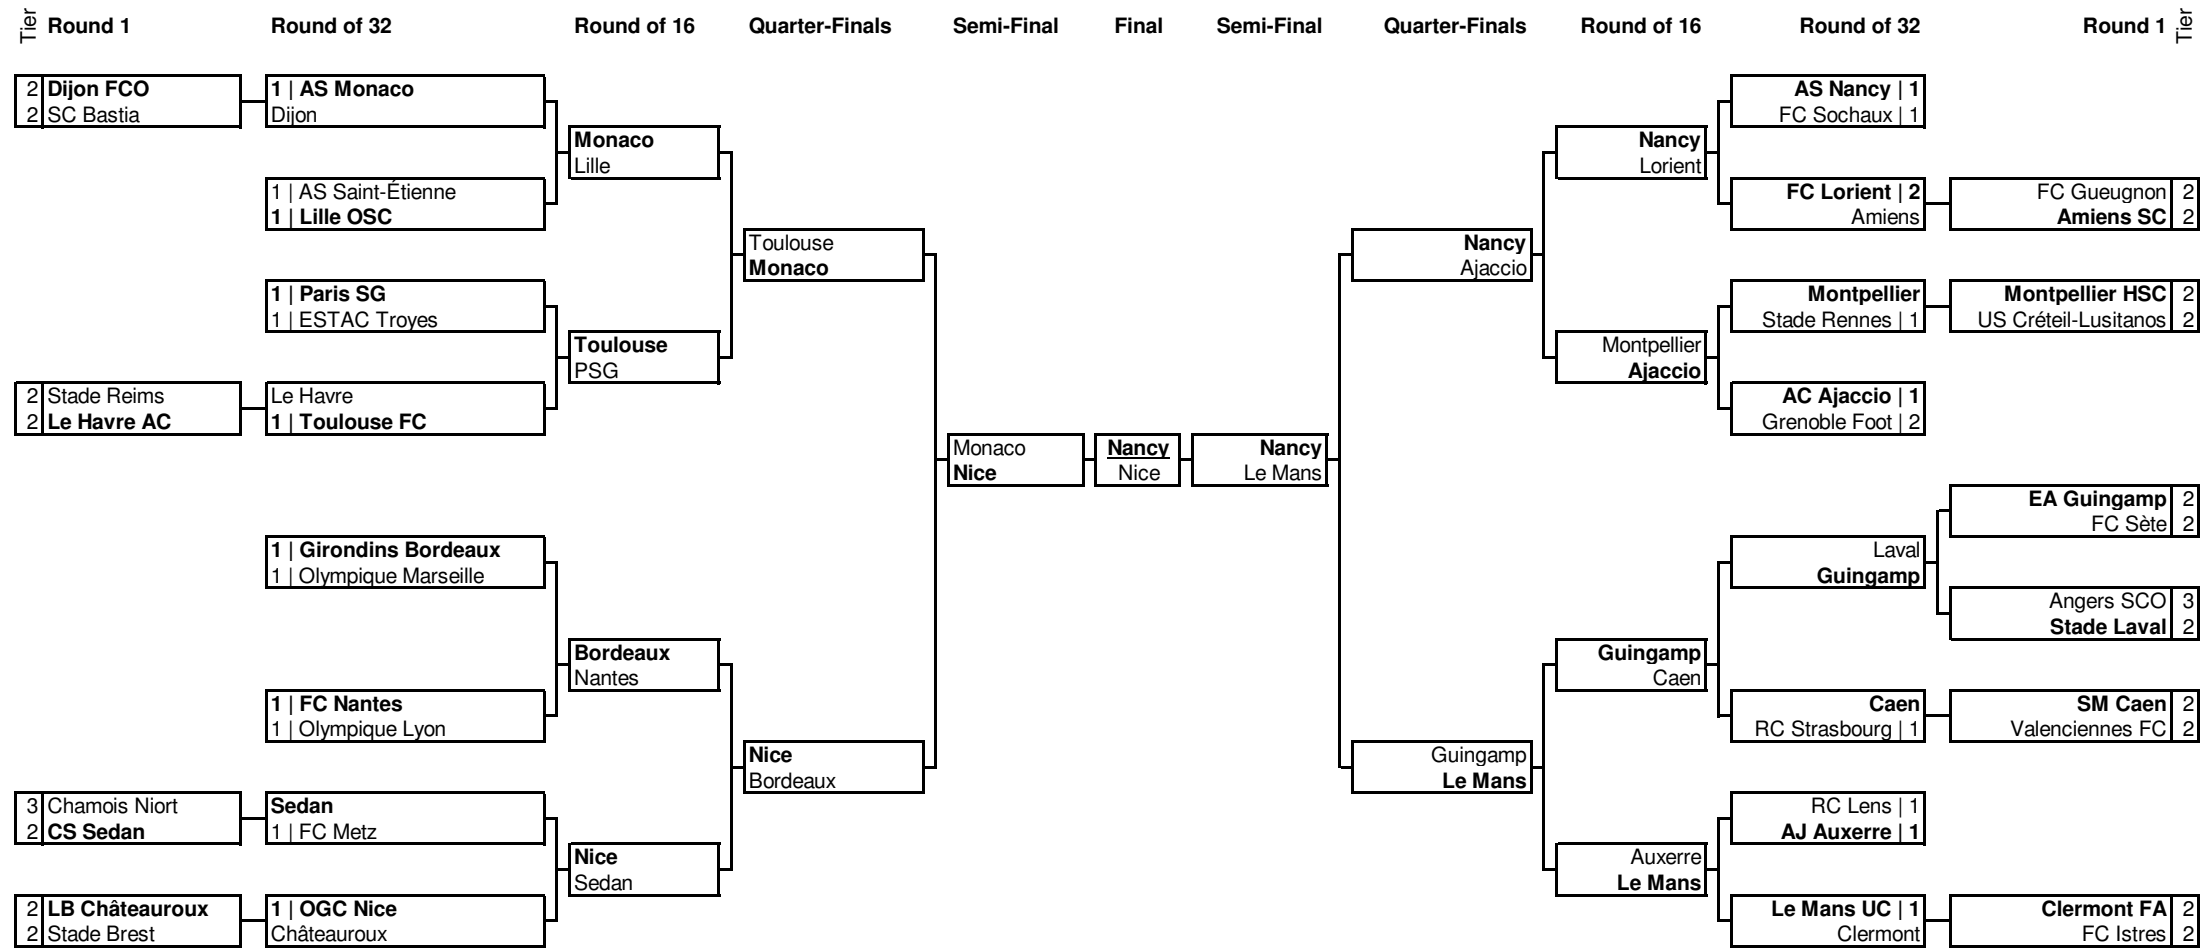 Tier Round 1 Round of 32 Round of 16 Quarter-Finals Semi-Final Final Semi-Final Quarter-Finals Round of 16 Round of 32 Round 1 Tier
2 Dijon FCO 1 | AS Monaco AS Nancy | 1
2 SC Bastia Dijon FC Sochaux | 1
Monaco Nancy
Lille Lorient
1 | AS Saint-Étienne FC Lorient | 2 FC Gueugnon 2
1 | Lille OSC Amiens Amiens SC 2
Toulouse Nancy
Monaco Ajaccio
1 | Paris SG Montpellier Montpellier HSC 2
1 | ESTAC Troyes Stade Rennes | 1 US Créteil-Lusitanos 2
Toulouse Montpellier
PSG Ajaccio
2 Stade Reims Le Havre AC Ajaccio | 1
2 Le Havre AC 1 | Toulouse FC Grenoble Foot | 2
Monaco Nancy Nancy
Nice Nice Le Mans
EA Guingamp 2
FC Sète 2
1 | Girondins Bordeaux Laval
1 | Olympique Marseille Guingamp
Angers SCO 3
Stade Laval 2
Bordeaux Guingamp
Nantes Caen
1 | FC Nantes Caen SM Caen 2
1 | Olympique Lyon RC Strasbourg | 1 Valenciennes FC 2
Nice Guingamp
Bordeaux Le Mans
3 Chamois Niort Sedan RC Lens | 1
2 CS Sedan 1 | FC Metz AJ Auxerre | 1
Nice Auxerre
Sedan Le Mans
2 LB Châteauroux 1 | OGC Nice Le Mans UC | 1 Clermont FA 2
2 Stade Brest Châteauroux Clermont FC Istres 2